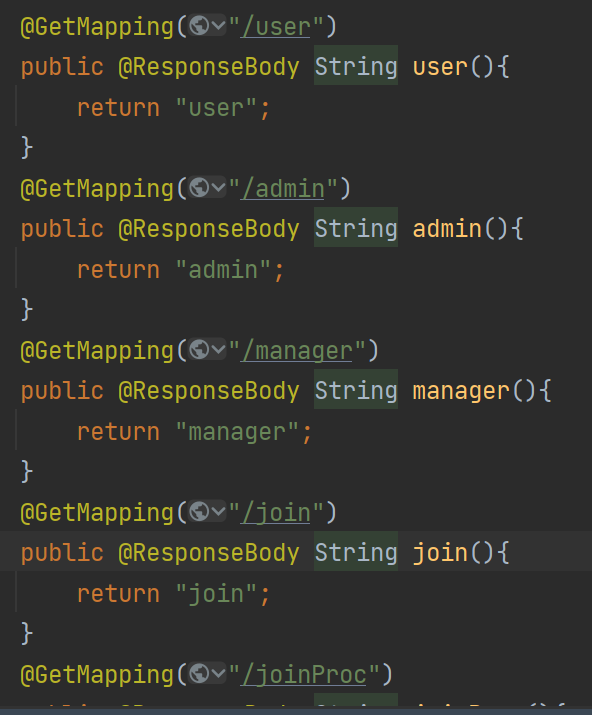 @GetMapping("/user")
public @ResponseBody String user(){
    return "user";
}
@GetMapping("/admin")
public @ResponseBody String admin(){
    return "admin";
}
@GetMapping("/manager")
public @ResponseBody String manager(){
    return "manager";
}
@GetMapping("/join")
public @ResponseBody String join(){
    return "join";
}
@GetMapping("/joinProc")